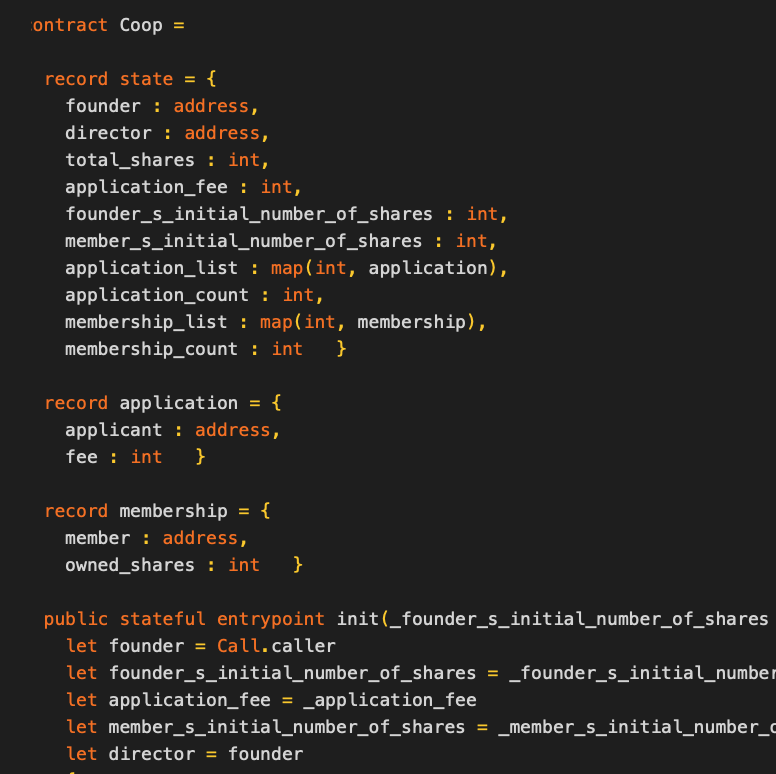 ontract Coop =
record state = {
founder : address,
director : address,
total_shares : int,
application_fee : int,
founder_s_initial_number_of_shares : int,
member_s_initial_number_of_shares : int,
application_list : map(int, application),
application_count : int,
membership_list : map(int, membership),
membership_count : int }
record application = {
applicant : address,
fee : int }
record membership = {
member : address,
owned_shares : int }
public stateful entrypoint init(_founder_s_initial_number_of_shares
let founder = Call.caller
let founder_s_initial_number_of_shares = _founder_s_initial_number
let application_fee = _application_fee
let member_s_initial_number_of_shares = _member_s_initial_number_o
let director = founder